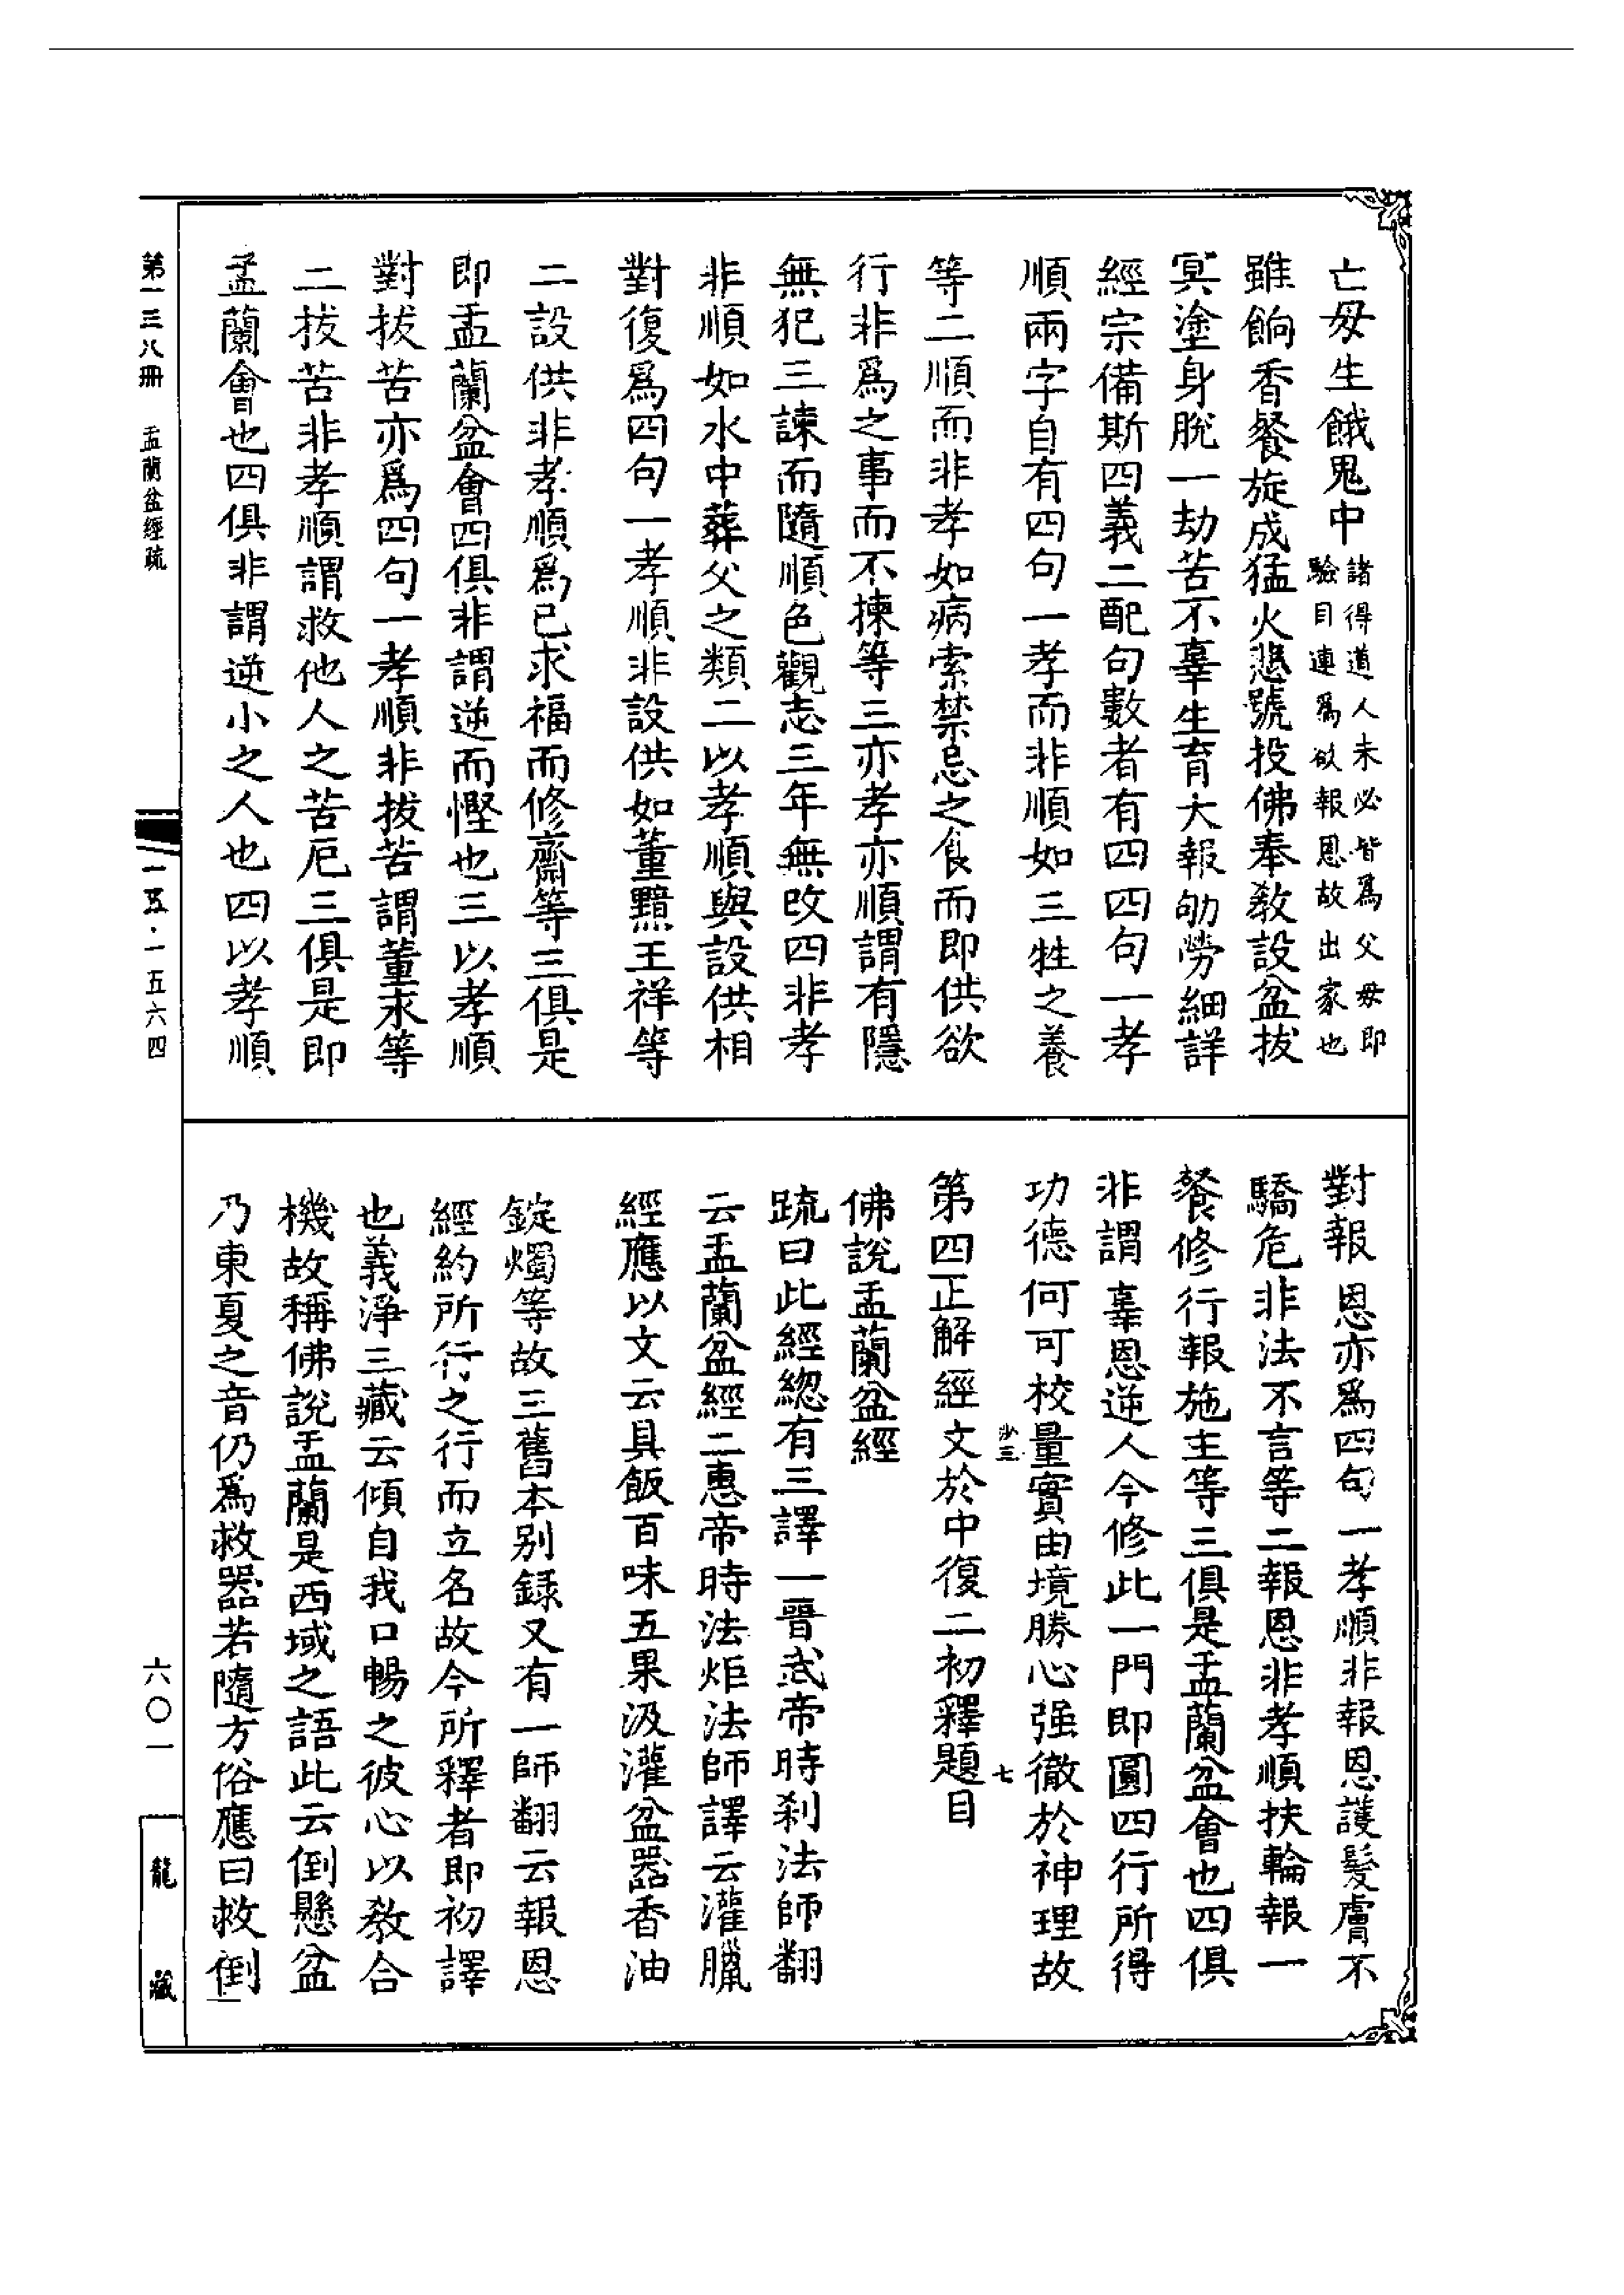 亡母生餓鬼中諸得道人未必皆爲父母即
驗目連爲欲報恩故出家也
雖餉香餐旋成猛火悲號投佛奉教設盆拔
冥塗身脫一劫苦不辜生育大報劬勞細詳
經宗備斯四義二配句數者有四四句一孝
順兩字自有四句一孝而非順如三牲之養
等二順而非孝如病索禁忌之食而即供欲
行非爲之事而不揀等三亦孝亦順謂有隱
無犯三諫而隨順色觀志三年無改四非孝
非順如水中葬父之類二以孝順與設供相
對復爲四句一孝順非設供如董黯王祥等
二設供非孝順爲已求福而修齋等三俱是
即盂蘭盆會四俱非謂逆而慳也三以孝順
對拔苦亦爲四句一孝順非拔苦謂董永等
二拔苦非孝順謂救他人之苦厄三俱是即
盂蘭會也四俱非謂逆小之人也四以孝順
對報恩亦爲四句一孝順非報恩護髮膚不
驕危非法不言等二報恩非孝順扶輪報一
餐修行報施主等三俱是盂蘭盆會也四俱
非謂辜恩逆人今修此一門即圓四行所得
功德何可校量實由境勝心强徹於神理故
沙三 七
第四正解經文於中復二初釋題目
佛說盂蘭盆經
䟽曰此經緫有三譯一晋武帝時刹法師翻
云盂蘭盆經二惠帝時法炬法師譯云灌臘
經應以文云具飯百味五果汲灌盆器香油
錠燭等故三舊本别録又有一師翻云報恩
經約所行之行而立名故今所釋者即初譯
也義淨三藏云傾自我口暢之彼心以教合
機故稱佛說盂蘭是西域之語此云倒懸盆
乃東夏之音仍爲救器若隨方俗應曰救倒
第一三八冊 盂蘭盆經疏
一五·一五六四
六〇一
龍藏